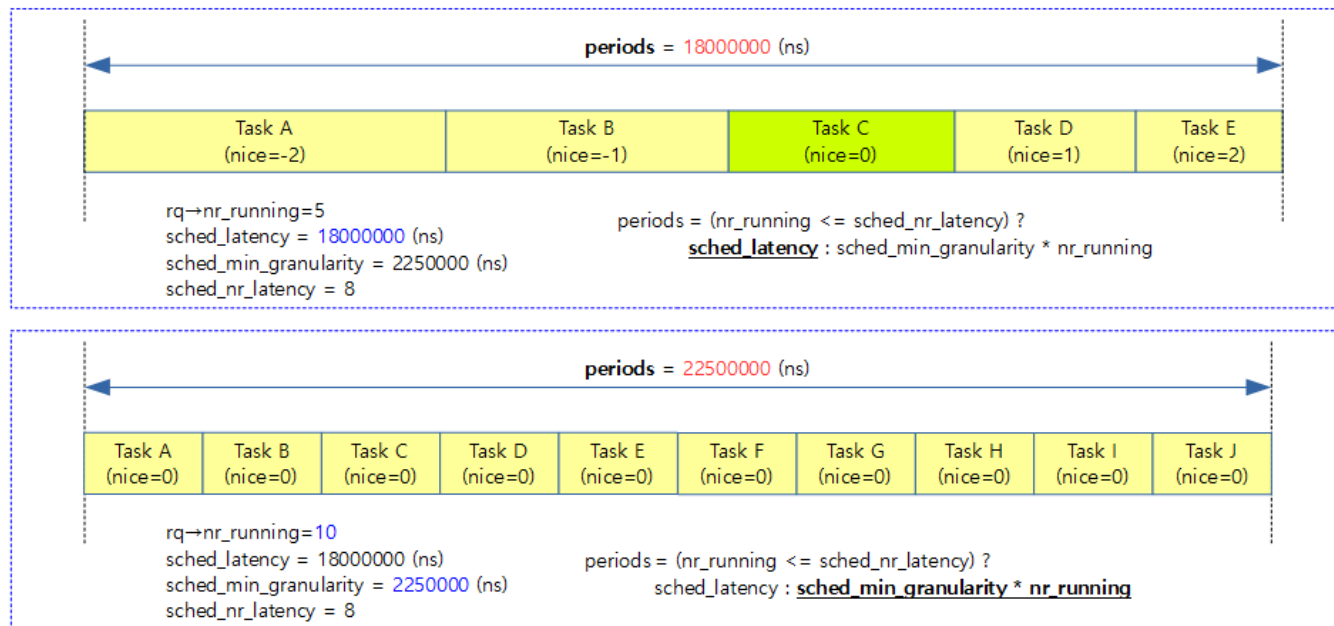 periods = 18000000 (ns)
Task A Task B Task C Task D Task E
(nice=-2) (nice=-1) (nice=0) (nice=1) (nice=2)
rq→nr_running=5
sched_latency = 18000000 (ns)
sched_min_granularity = 2250000 (ns)
sched_nr_latency = 8
periods = (nr_running <= sched_nr_latency) ?
sched_latency : sched_min_granularity * nr_running
periods = 22500000 (ns)
Task A Task B Task C Task D Task E Task F Task G Task H Task I Task J
(nice=0) (nice=0) (nice=0) (nice=0) (nice=0) (nice=0) (nice=0) (nice=0) (nice=0) (nice=0)
rq→nr_running=10
sched_latency = 18000000 (ns)
sched_min_granularity = 2250000 (ns)
sched_nr_latency = 8
periods = (nr_running <= sched_nr_latency) ?
sched_latency : sched_min_granularity * nr_running